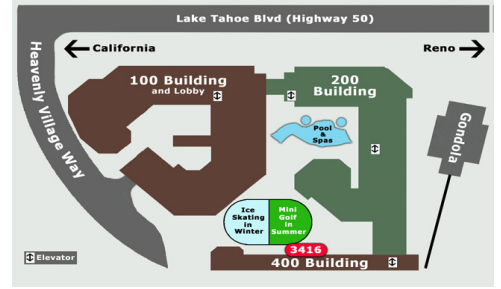 Lake Tahoe Blvd (Highway 50)
California
Reno
Heavenly Village Way
100 Building
and Lobby
200
Building
Pool
&
Spas
Gondola
Ice
Skating
in
Winter
Mini
Golf
in
Summer
3416
400 Building
Elevator